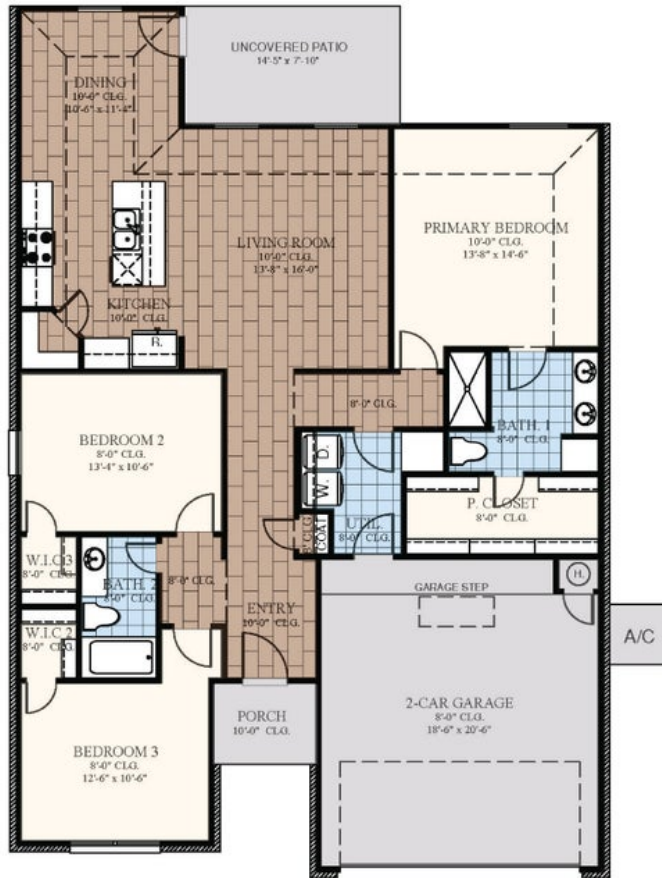 UNCOVERED PATIO
14'-5" x 7'-10"
DINING
10'-0" CLG.
10'-6" x 11'-4"
LIVING ROOM
10'-0" CLG.
13'-8" x 16'-0"
PRIMARY BEDROOM
10'-0" CLG.
13'-8" x 14'-6"
KITCHEN
10'-0" CLG.
R.
8'-0" CLG.
BATH. 1
8'-0" CLG.
BEDROOM 2
8'-0" CLG.
13'-4" x 10'-6"
D.
W.
P. CLOSET
8'-0" CLG.
UTIL.
8'-0" CLG.
8' CLG.
COAT
W.I.C 3
8'-0" CLG.
BATH. 2
8'-0" CLG.
8'-0" CLG.
H.
GARAGE STEP
ENTRY
10'-0" CLG.
W.I.C 2
8'-0" CLG.
A/C
PORCH
10'-0" CLG.
2-CAR GARAGE
8'-0" CLG.
18'-6" x 20'-6"
BEDROOM 3
8'-0" CLG.
12'-6" x 10'-6"